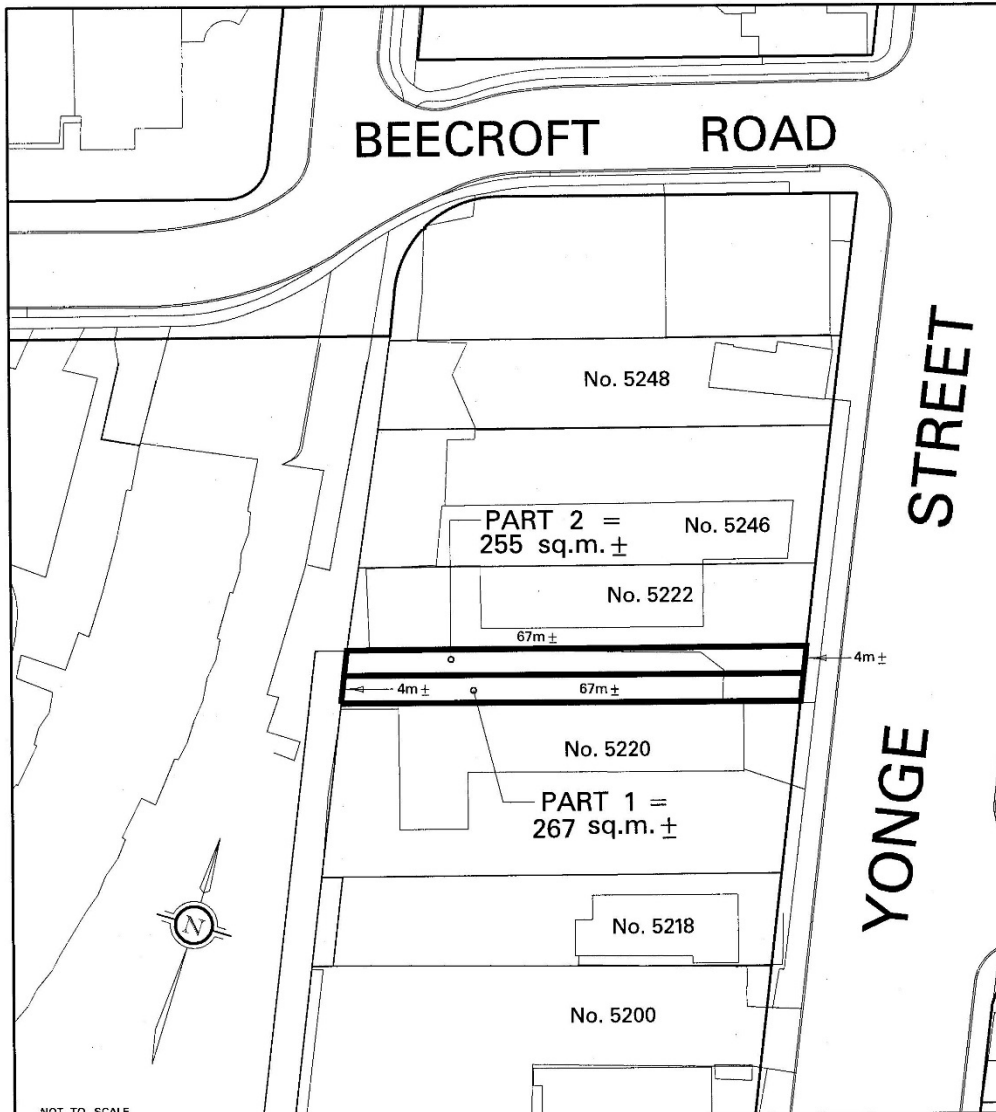 BEECROFT ROAD
No. 5248
STREET
PART 2 =
255 sq.m. ±
No. 5246
No. 5222
67m ±
4m ±
4m ±
67m ±
No. 5220
PART 1 =
267 sq.m. ±
YONGE
N
No. 5218
No. 5200
NOT TO SCALE